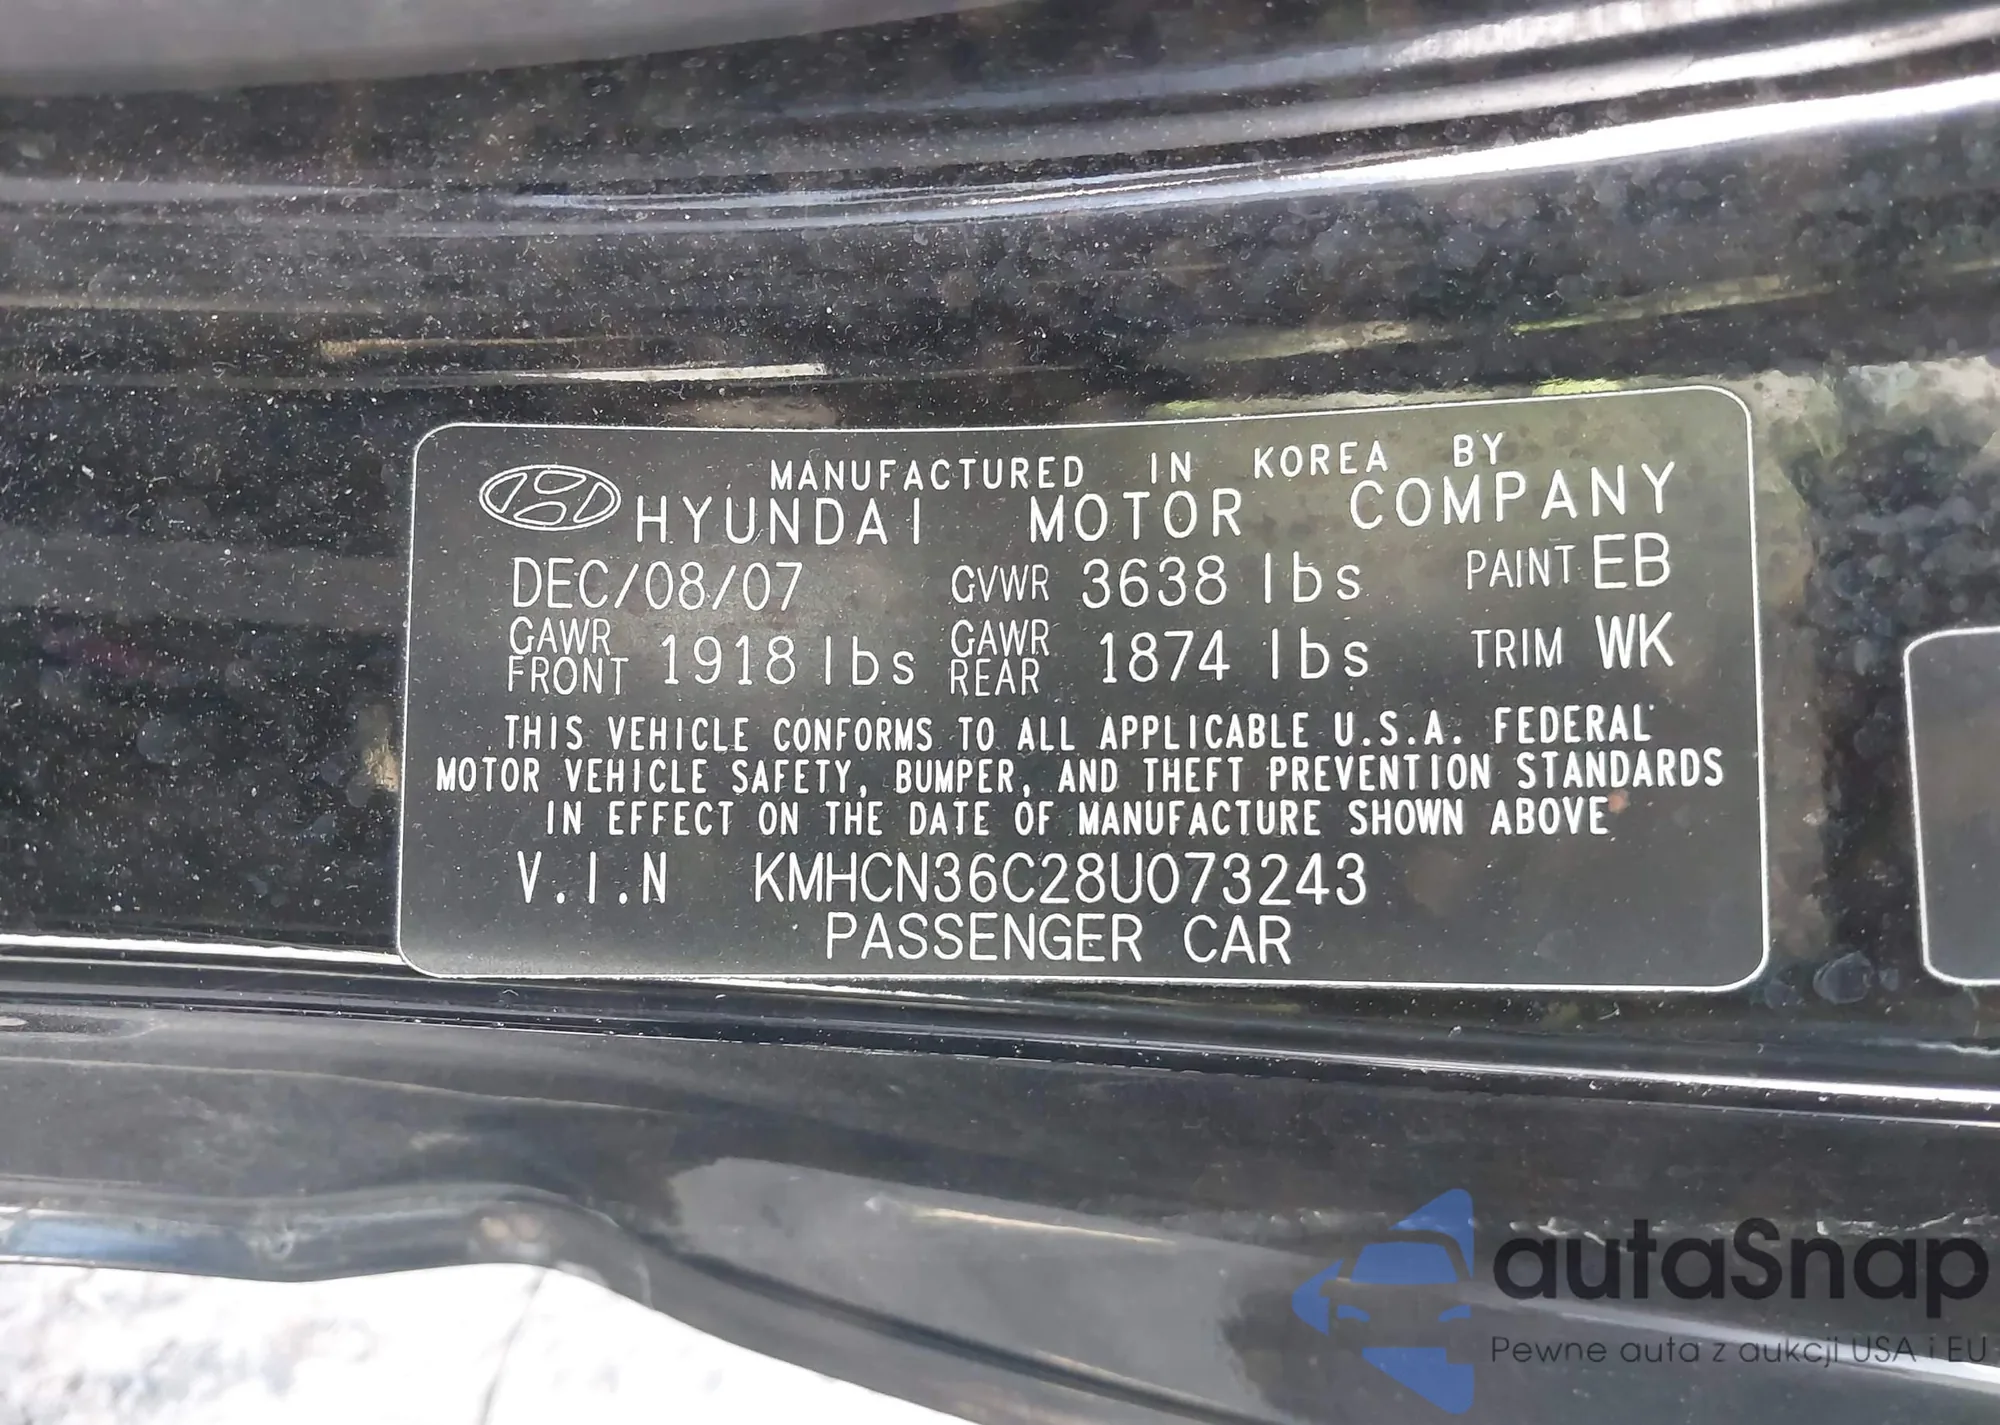 MANUFACTURED IN KOREA BY
HYUNDAI MOTOR COMPANY
DEC/08/07 GVWR 3638 lbs PAINT EB
GAWR FRONT 1918 lbs GAWR REAR 1874 lbs TRIM WK
THIS VEHICLE CONFORMS TO ALL APPLICABLE U.S.A. FEDERAL
MOTOR VEHICLE SAFETY, BUMPER, AND THEFT PREVENTION STANDARDS
IN EFFECT ON THE DATE OF MANUFACTURE SHOWN ABOVE
V.I.N KMHCN36C28U073243
PASSENGER CAR
autaSnap
Pewne auta z aukcji USA i EU